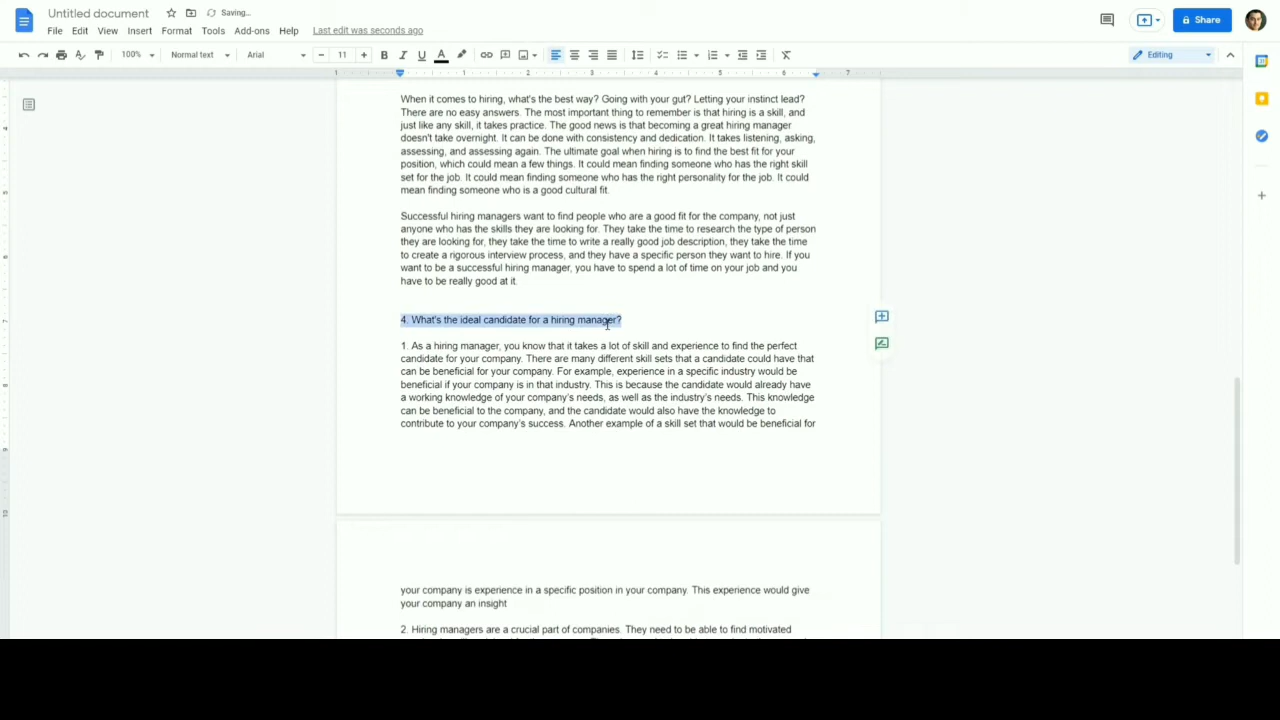 Untitled document
Saving...
File Edit View Insert Format Tools Add-ons Help Last edit was seconds ago
Share
100% Normal text Arial 11 Editing
1 1 2 3 4 5 6 7
When it comes to hiring, what's the best way? Going with your gut? Letting your instinct lead?
There are no easy answers. The most important thing to remember is that hiring is a skill, and
just like any skill, it takes practice. The good news is that becoming a great hiring manager
doesn't take overnight. It can be done with consistency and dedication. It takes listening, asking,
assessing, and assessing again. The ultimate goal when hiring is to find the best fit for your
position, which could mean a few things. It could mean finding someone who has the right skill
set for the job. It could mean finding someone who has the right personality for the job. It could
mean finding someone who is a good cultural fit.
Successful hiring managers want to find people who are a good fit for the company, not just
anyone who has the skills they are looking for. They take the time to research the type of person
they are looking for, they take the time to write a really good job description, they take the time
to create a rigorous interview process, and they have a specific person they want to hire. If you
want to be a successful hiring manager, you have to spend a lot of time on your job and you
have to be really good at it.
4. What's the ideal candidate for a hiring manager?
1. As a hiring manager, you know that it takes a lot of skill and experience to find the perfect
candidate for your company. There are many different skill sets that a candidate could have that
can be beneficial for your company. For example, experience in a specific industry would be
beneficial if your company is in that industry. This is because the candidate would already have
a working knowledge of your company's needs, as well as the industry's needs. This knowledge
can be beneficial to the company, and the candidate would also have the knowledge to
contribute to your company's success. Another example of a skill set that would be beneficial for
your company is experience in a specific position in your company. This experience would give
your company an insight
2. Hiring managers are a crucial part of companies. They need to be able to find motivated